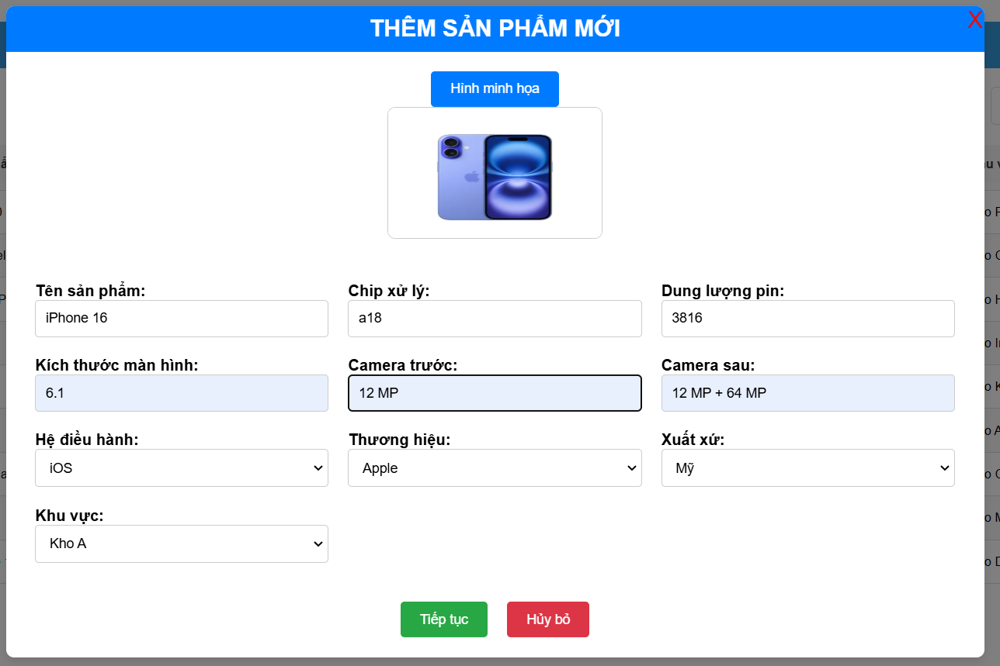 THÊM SẢN PHẨM MỚI
X
Hình minh họa
Tên sản phẩm: Chip xử lý: Dung lượng pin:
iPhone 16 a18 3816
Kích thước màn hình: Camera trước: Camera sau:
6.1 12 MP 12 MP + 64 MP
Hệ điều hành: Thương hiệu: Xuất xứ:
iOS Apple Mỹ
Khu vực:
Kho A
Tiếp tục Hủy bỏ